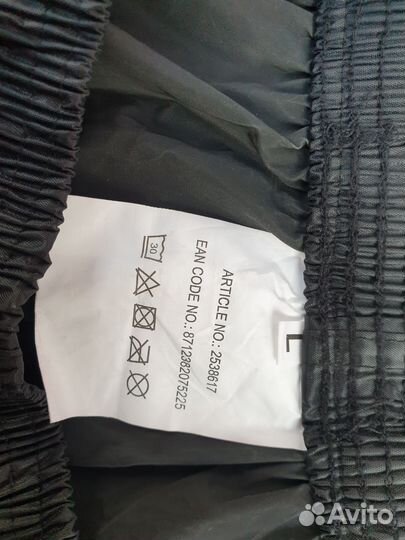 L
ARTICLE NO.: 2538617
EAN CODE NO.: 8712382075225
30
Avito